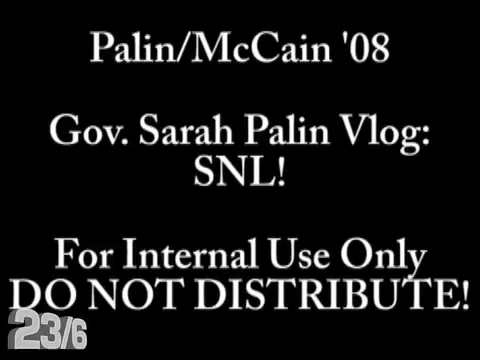 Palin/McCain '08
Gov. Sarah Palin Vlog:
SNL!
For Internal Use Only
DO NOT DISTRIBUTE!
23/6